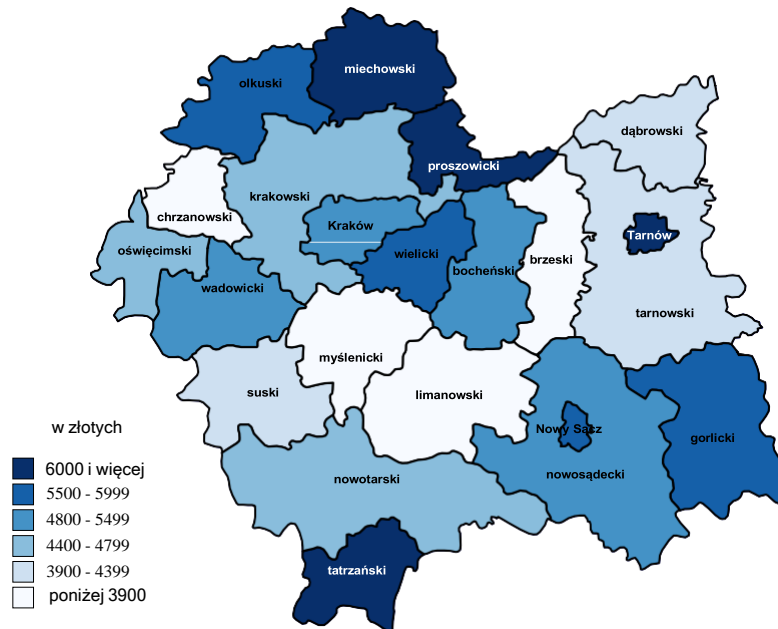 miechowski
olkuski
dąbrowski
proszowicki
krakowski
chrzanowski
Kraków
Tarnów
oświęcimski
wielicki
bocheński
brzeski
wadowicki
tarnowski
myślenicki
suski
limanowski
w złotych
Nowy Sącz
gorlicki
6000 i więcej
nowotarski
nowosądecki
5500 - 5999
4800 - 5499
4400 - 4799
3900 - 4399
tatrzański
poniżej 3900